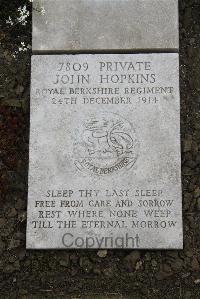 7809 PRIVATE
JOHN HOPKINS
ROYAL BERKSHIRE REGIMENT
24TH DECEMBER 1914
ROYAL BERKSHIRE
SLEEP THY LAST SLEEP
FREE FROM CARE AND SORROW
REST WHERE NONE WEEP
TILL THE ETERNAL MORROW
Copyright